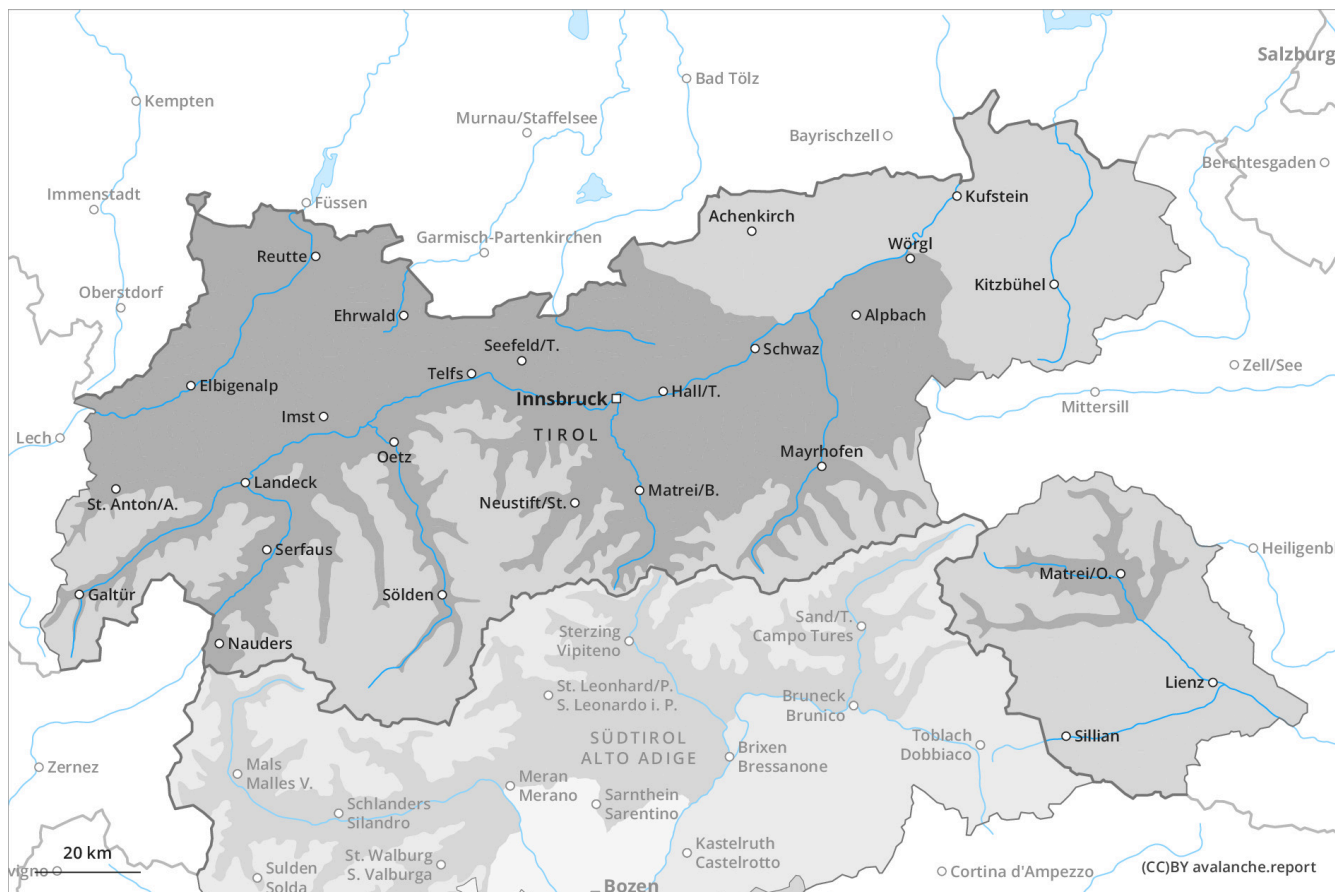 Salzburg
Bad Tölz
Kempten
Murnau/Staffelsee
Bayrischzell
Berchtesgaden
Immenstadt
Füssen
Kufstein
Achenkirch
Garmisch-Partenkirchen
Wörgl
Reutte
Kitzbühel
Oberstdorf
Ehrwald
Alpbach
Seefeld/T.
Schwaz
Zell/See
Telfs
Elbigenalp
Innsbruck
Hall/T.
Mittersill
Imst
TIROL
Lech
Oetz
Mayrhofen
Landeck
St. Anton/A.
Neustift/St.
Matrei/B.
Serfaus
Heiligenb
Matrei/O.
Galtür
Sölden
Sand/T.
Campo Tures
Sterzing
Vipiteno
Nauders
Lienz
St. Leonhard/P.
S. Leonardo i. P.
Bruneck
Brunico
Sillian
SÜDTIROL
ALTO ADIGE
Toblach
Dobbiaco
Brixen
Bressanone
Zernez
Mals
Malles V.
Meran
Merano
Schlanders
Silandro
Sarnthein
Sarentino
Kastelruth
Castelrotto
20 km
St. Walburg
S. Valburga
vigno
Sulden
Solda
Cortina d'Ampezzo
(CC)BY avalanche.report
Bozen